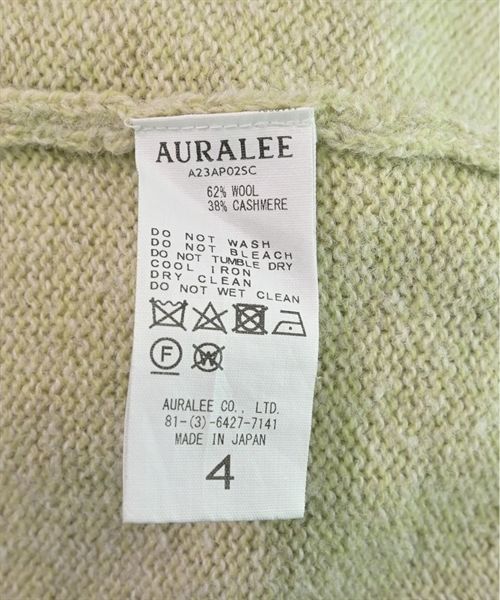 AURALEE
A23AP02SC
62% WOOL
38% CASHMERE
DO NOT WASH
DO NOT BLEACH
DO NOT TUMBLE DRY
COOL IRON
DRY CLEAN
DO NOT WET CLEAN
F W
AURALEE CO., LTD.
81-(3)-6427-7141
MADE IN JAPAN
4